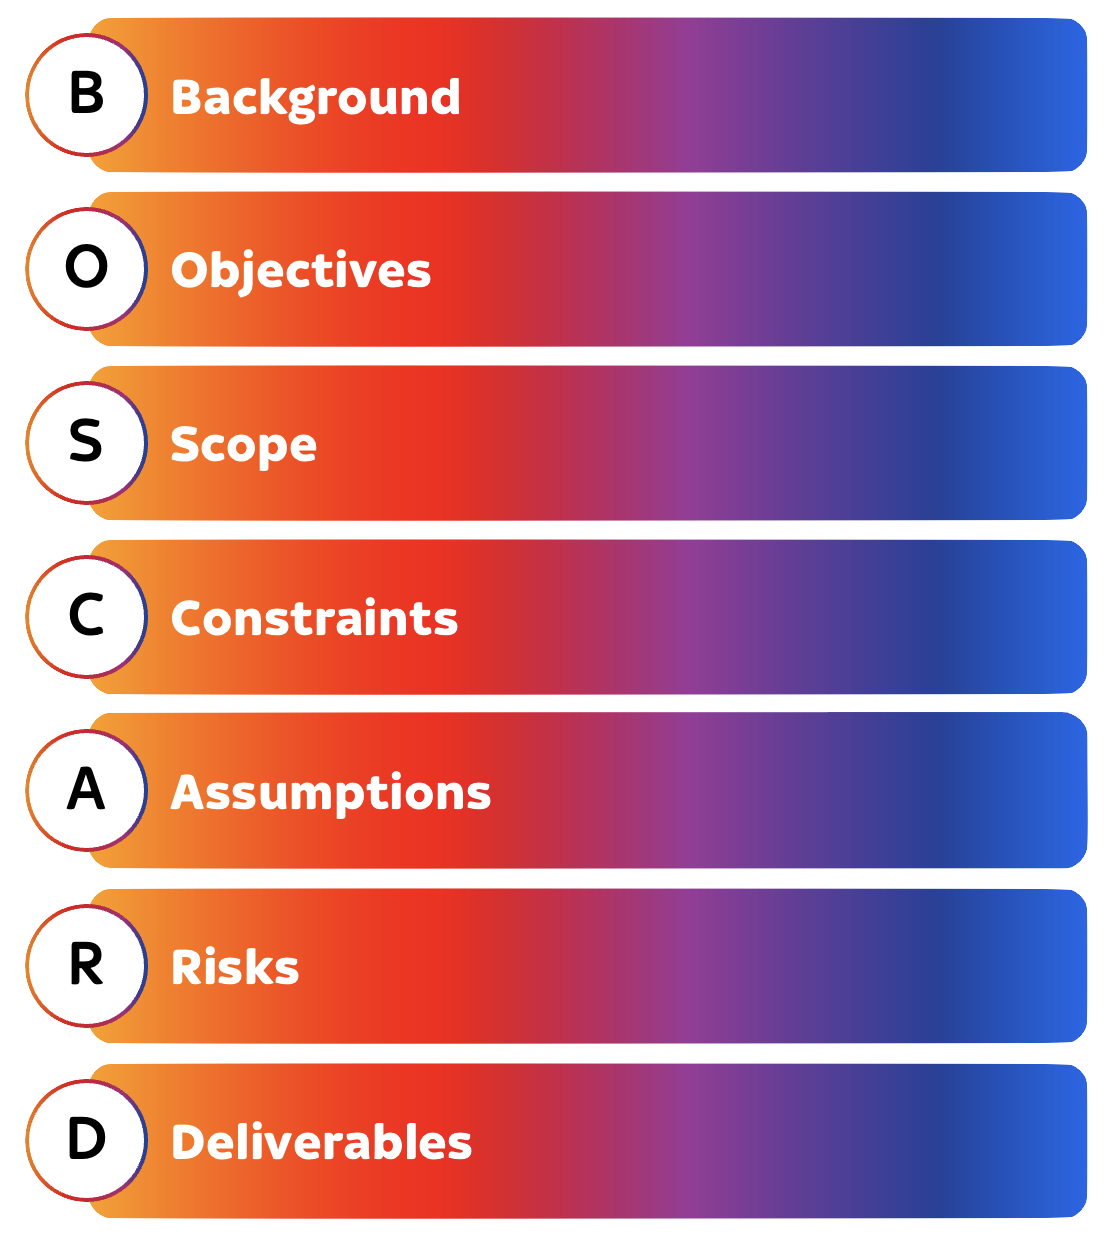 B Background
O Objectives
S Scope
C Constraints
A Assumptions
R Risks
D Deliverables